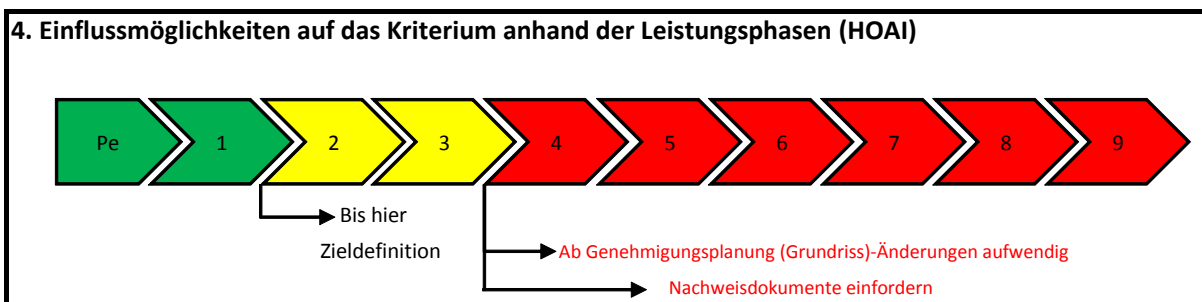 4. Einflussmöglichkeiten auf das Kriterium anhand der Leistungsphasen (HOAI)
Pe 1 2 3 4 5 6 7 8 9
Bis hier
Zieldefinition
Ab Genehmigungsplanung (Grundriss)-Änderungen aufwendig
Nachweisdokumente einfordern